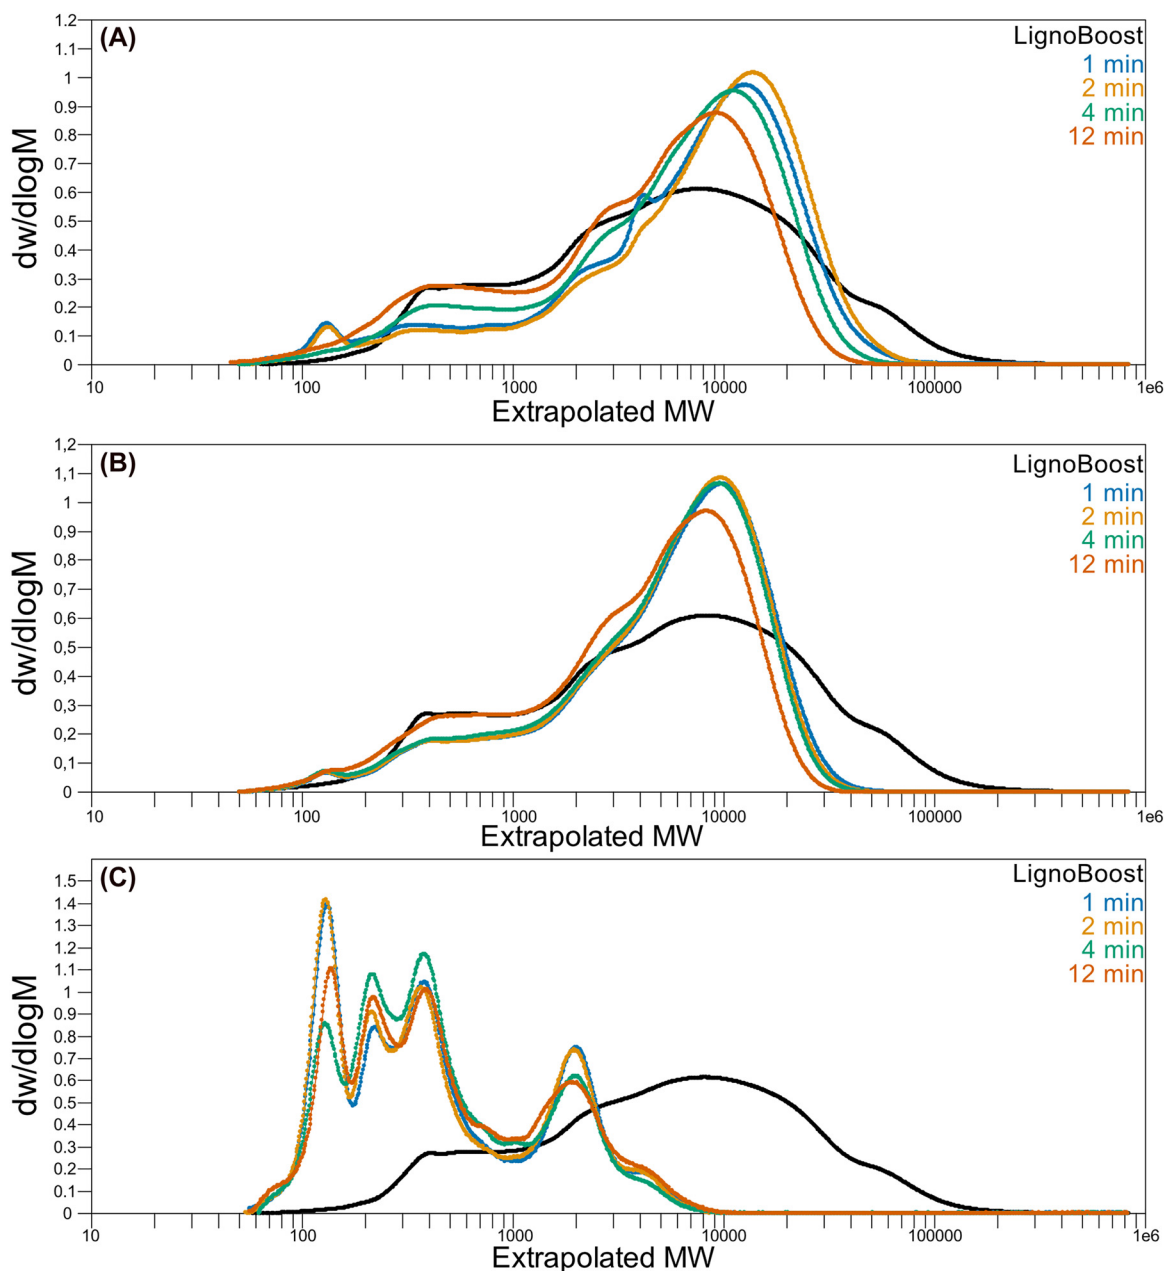 (A)
LignoBoost
1 min
2 min
4 min
12 min
dw/dlogM
1.2
1.1
1
0.9
0.8
0.7
0.6
0.5
0.4
0.3
0.2
0.1
0
10 100 1000 10000 100000 1e6
Extrapolated MW
(B)
LignoBoost
1 min
2 min
4 min
12 min
dw/dlogM
1,2
1,1
1
0,9
0,8
0,7
0,6
0,5
0,4
0,3
0,2
0,1
0
10 100 1000 10000 100000 1e6
Extrapolated MW
(C)
LignoBoost
1 min
2 min
4 min
12 min
dw/dlogM
1.5
1.4
1.3
1.2
1.1
1
0.9
0.8
0.7
0.6
0.5
0.4
0.3
0.2
0.1
0
10 100 1000 10000 100000 1e6
Extrapolated MW